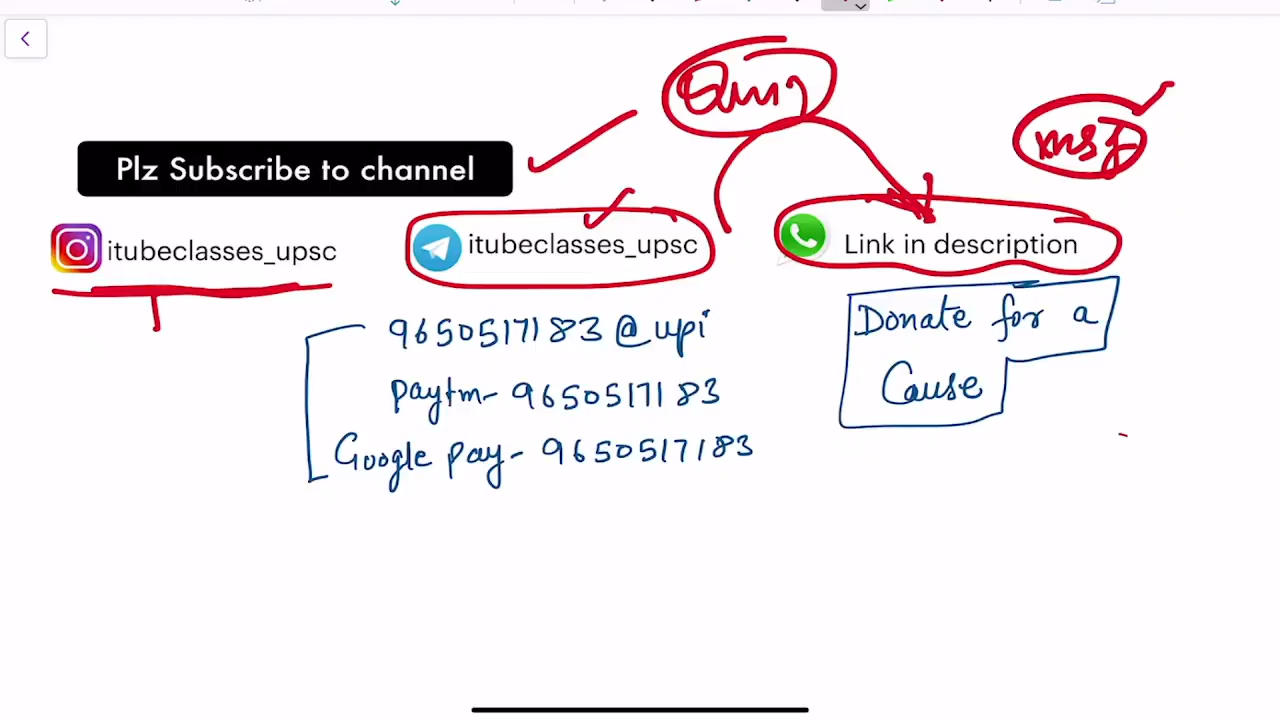 Quiz
msg
Plz Subscribe to channel
itubeclasses_upsc
itubeclasses_upsc
Link in description
9650517183@upi
Donate for a
Cause
Paytm- 9650517183
Google pay- 9650517183